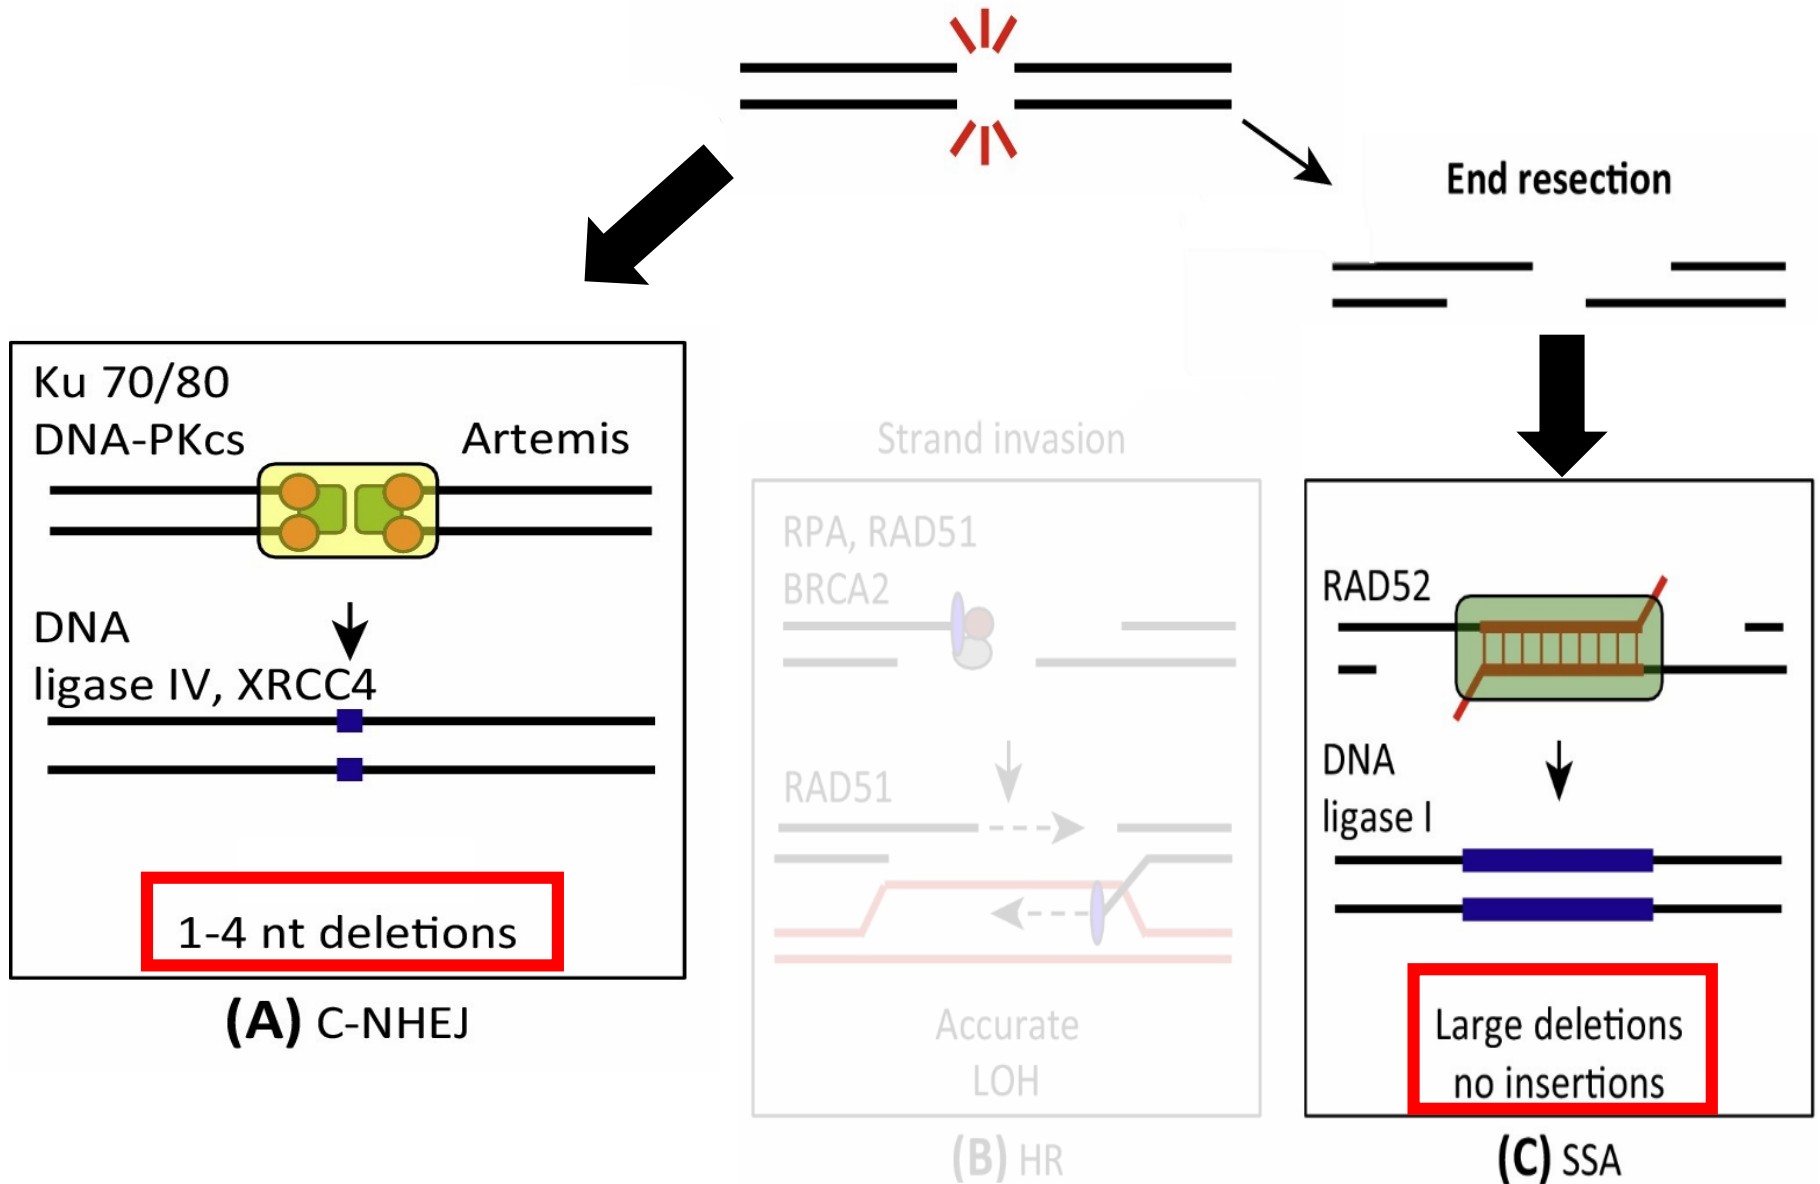 End resection
Ku 70/80
DNA-PKcs
Artemis
DNA
ligase IV, XRCC4
1-4 nt deletions
(A) C-NHEJ
Strand invasion
RPA, RAD51
BRCA2
RAD51
Accurate
LOH
(B) HR
RAD52
DNA
ligase I
Large deletions
no insertions
(C) SSA